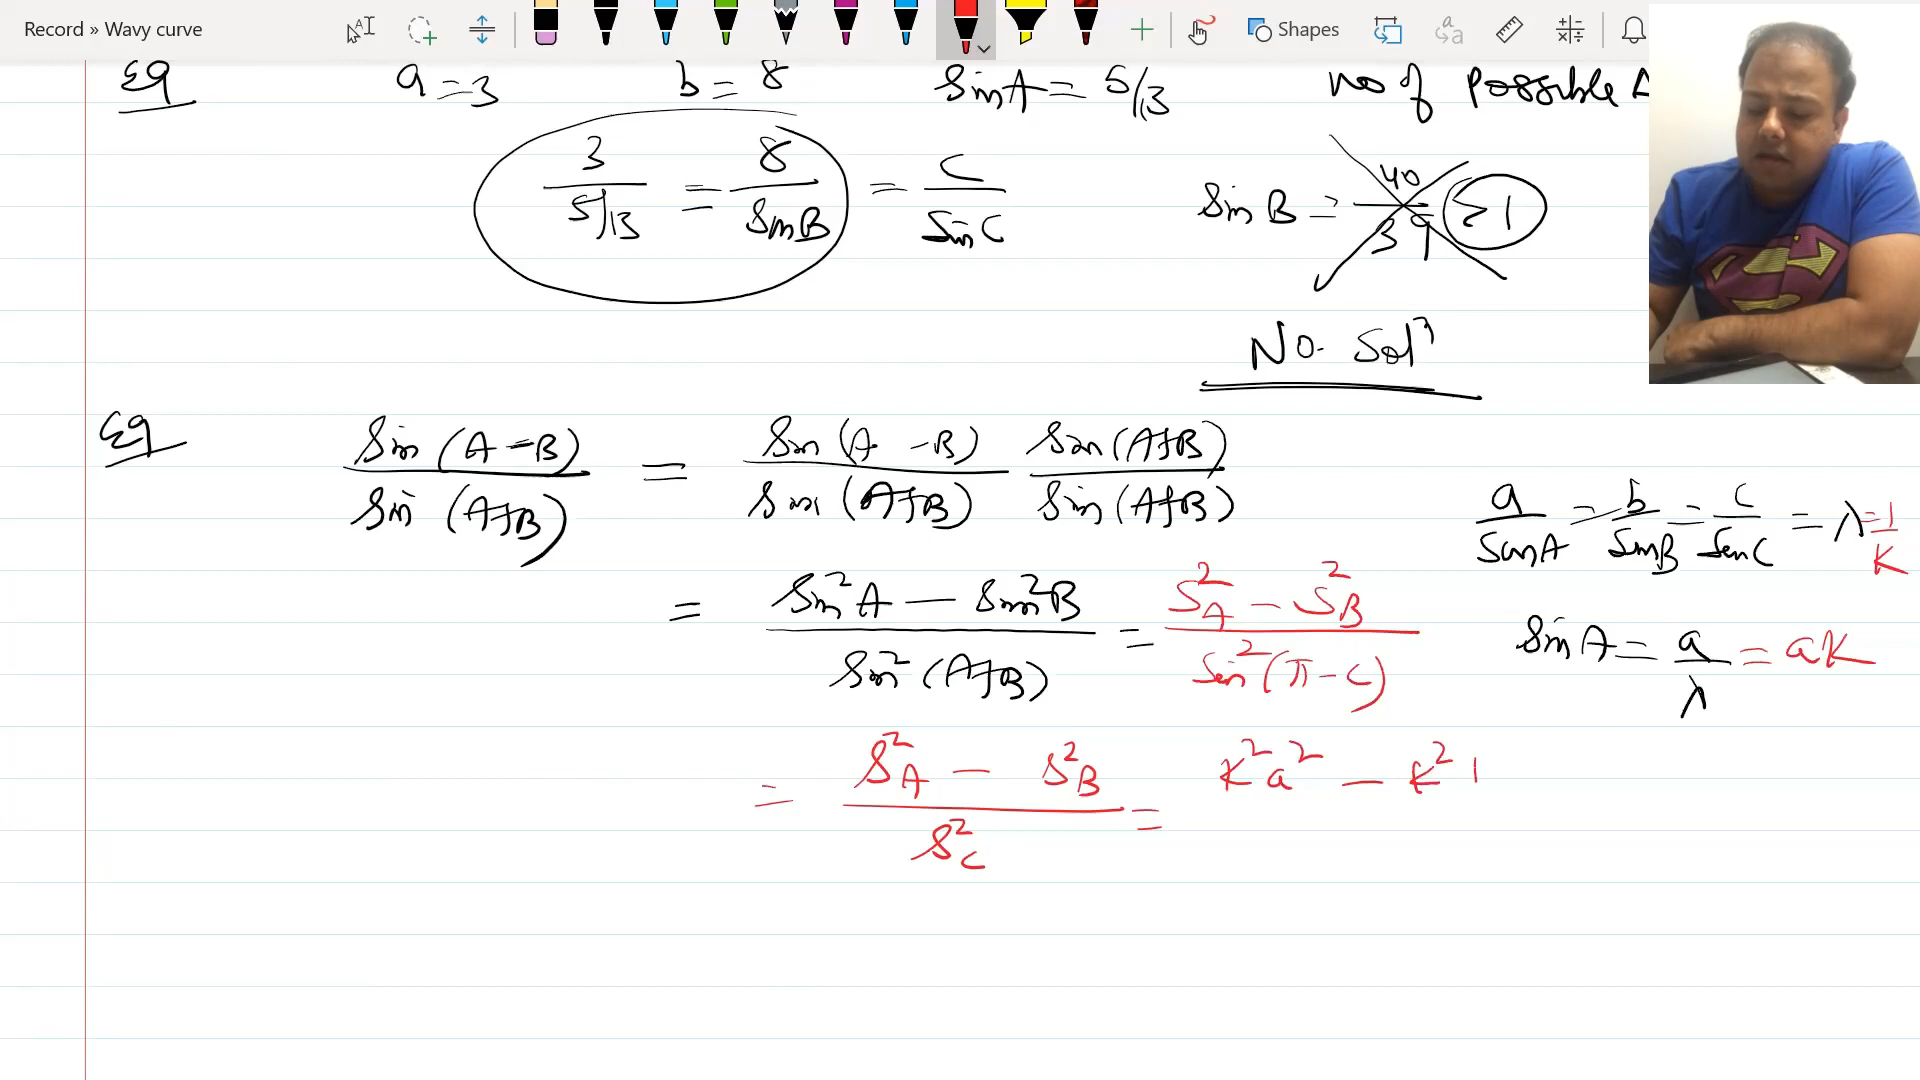 Record » Wavy curve
Shapes
Eg a = 3 b = 8 sin A = 5/13 no of possible Δ
3/(5/13) = 8/sin B = c/sin C sin B = 40/39 > 1
No. Solⁿ
Eg sin(A-B)/sin(A+B) = sin(A-B)/sin(A+B) sin(A+B)/sin(A+B)
a/sin A = b/sin B = c/sin C = λ = 1/K
= sin²A - sin²B/sin²(A+B) = S²A - S²B/sin²(π-C)
sin A = a/λ = aK
= S²A - S²B/S²C = K²a² - K²